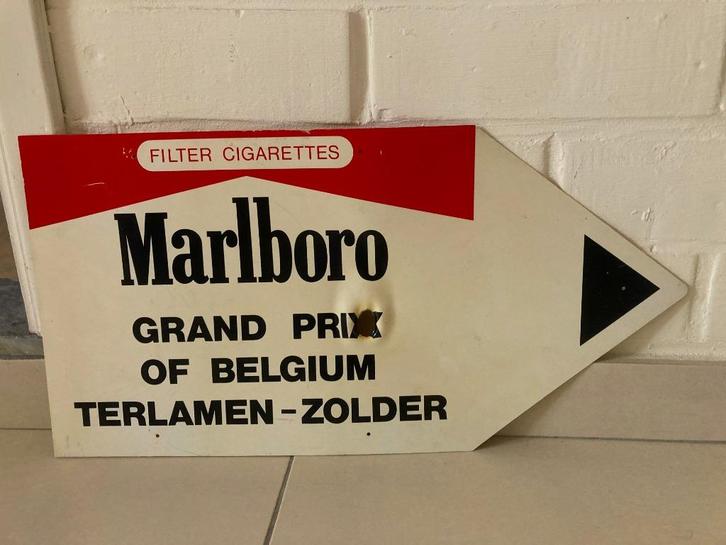 FILTER CIGARETTES
Marlboro
GRAND PRIX
OF BELGIUM
TERLAMEN-ZOLDER